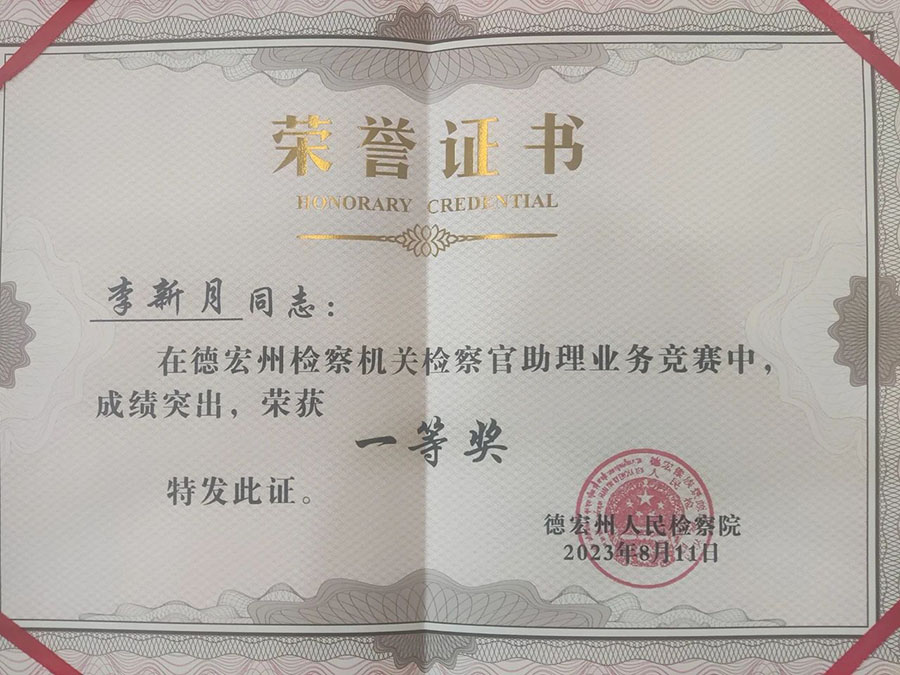 荣誉证书
HONORARY CREDENTIAL
李新月同志：
在德宏州检察机关检察官助理业务竞赛中，
成绩突出，荣获
一等奖
特发此证。
德宏州人民检察院
2023年8月11日